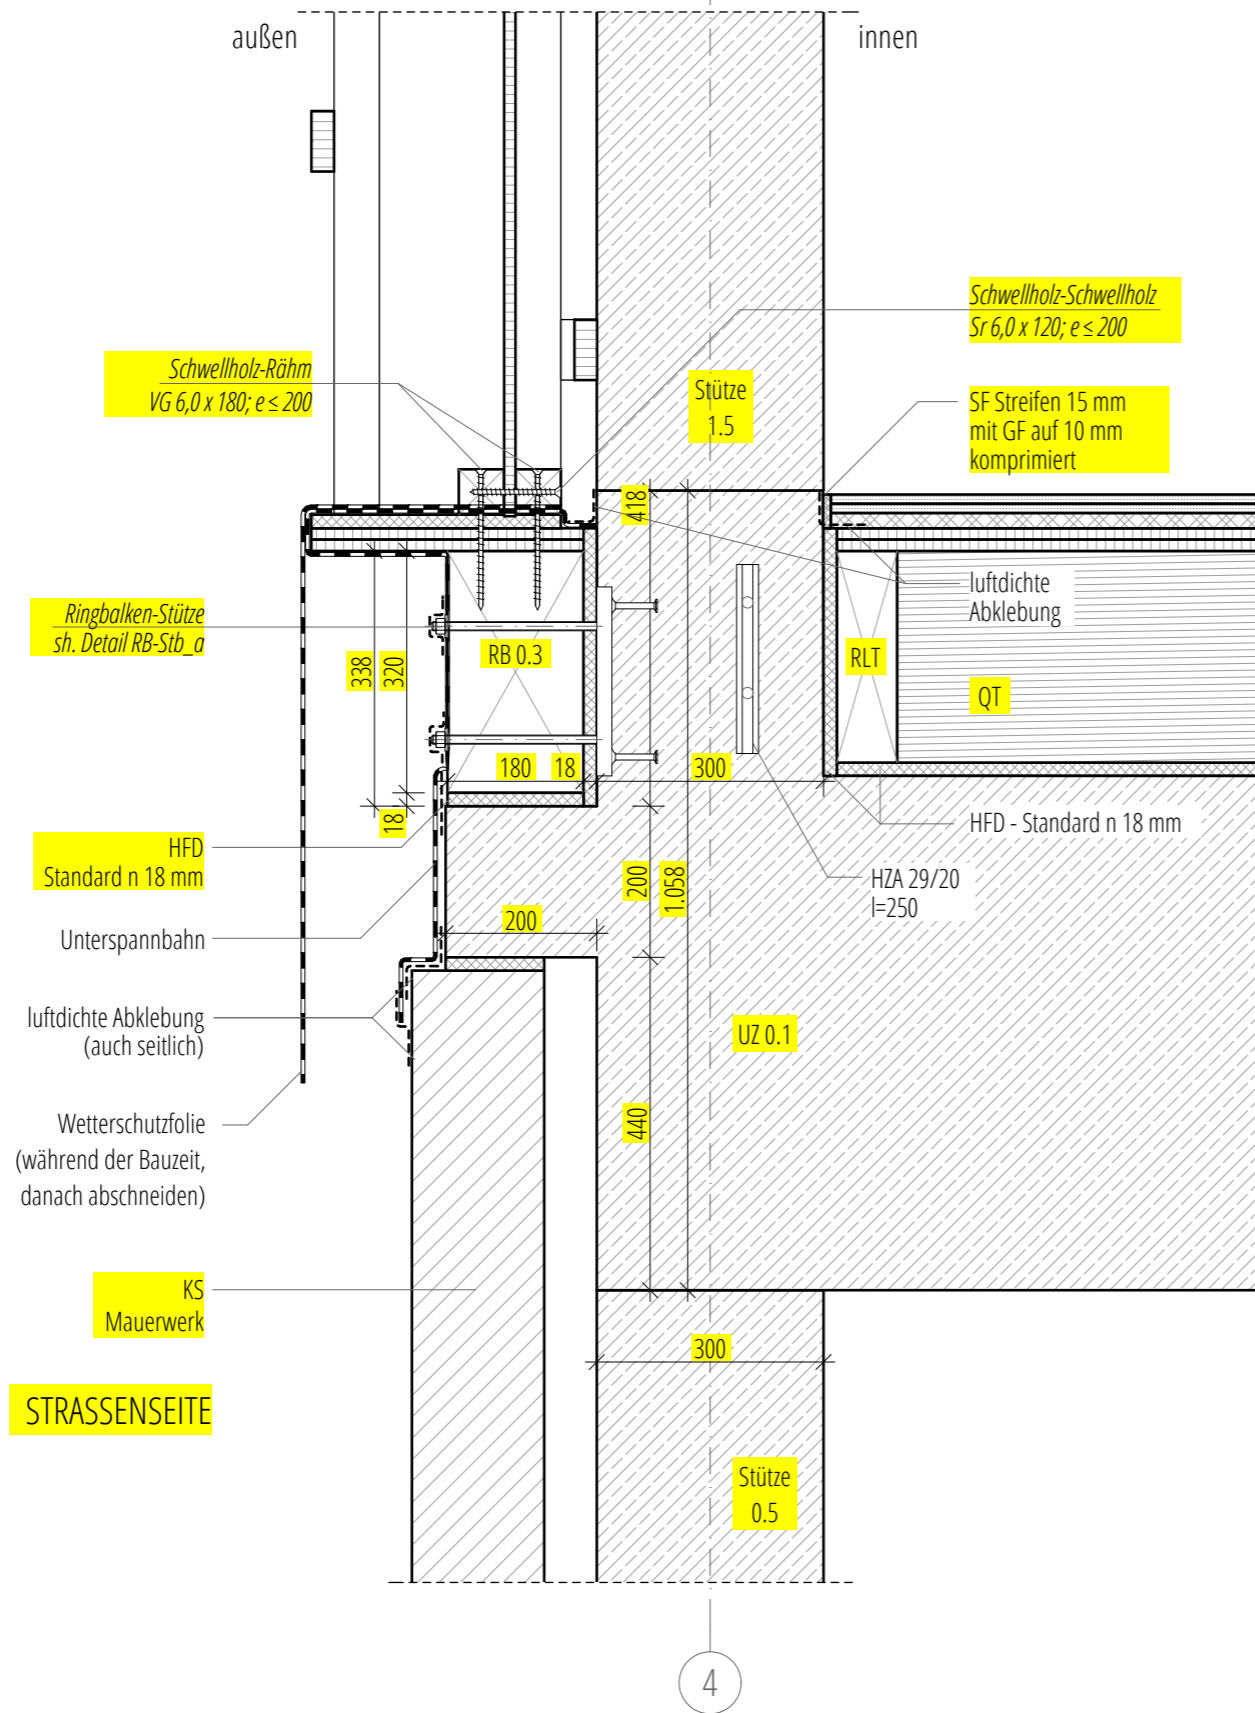 außen
innen
Schwellholz-Schwellholz
Sr 6,0 x 120; e ≤ 200
Schwellholz-Rähm
VG 6,0 x 180; e ≤ 200
Stütze
1.5
SF Streifen 15 mm
mit GF auf 10 mm
komprimiert
418
luftdichte
Abklebung
Ringbalken-Stütze
sh. Detail RB-Stb_a
RB 0.3
RLT
QT
338
320
180
18
300
18
HFD - Standard n 18 mm
HFD
Standard n 18 mm
HZA 29/20
l=250
200
1.058
200
Unterspannbahn
luftdichte Abklebung
(auch seitlich)
UZ 0.1
440
Wetterschutzfolie
(während der Bauzeit,
danach abschneiden)
KS
Mauerwerk
300
STRASSENSEITE
Stütze
0.5
4